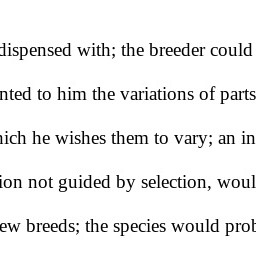 dispensed with; the breeder could
nted to him the variations of parts
hich he wishes them to vary; an in
ion not guided by selection, woul
ew breeds; the species would prob